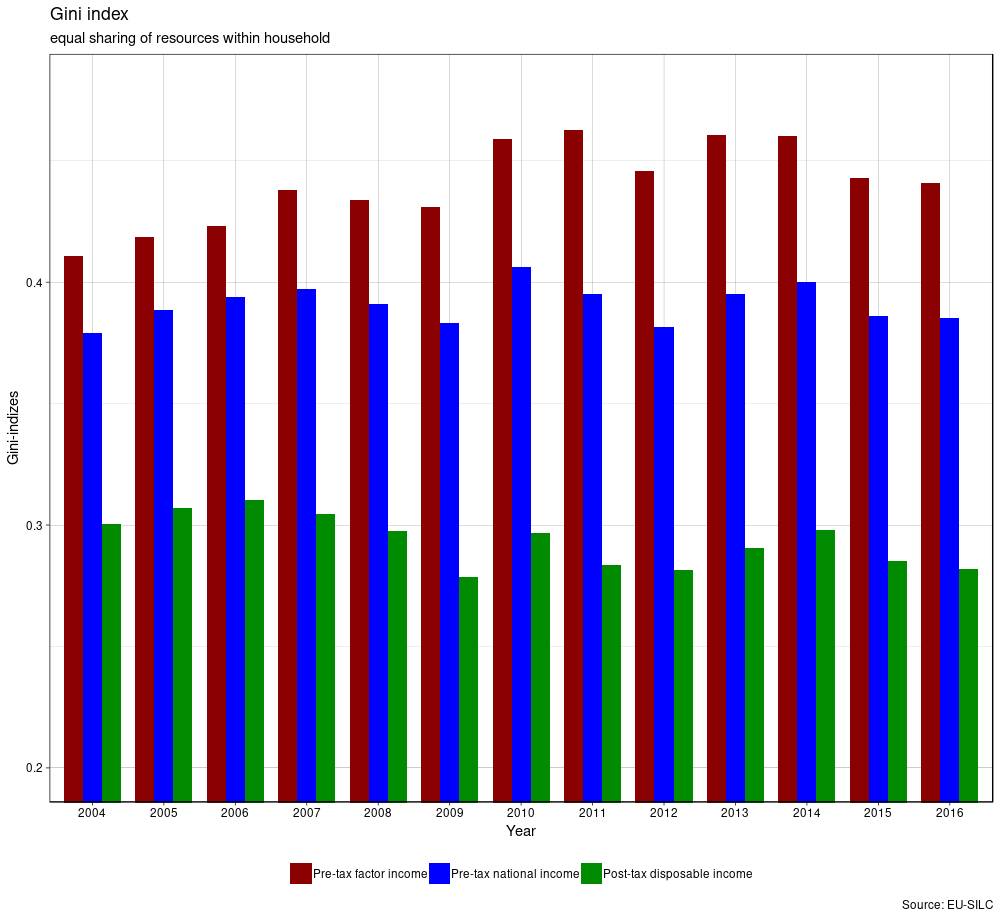 Gini index
equal sharing of resources within household
Gini-indizes
0.4
0.3
0.2
2004 2005 2006 2007 2008 2009 2010 2011 2012 2013 2014 2015 2016
Year
Pre-tax factor income Pre-tax national income Post-tax disposable income
Source: EU-SILC